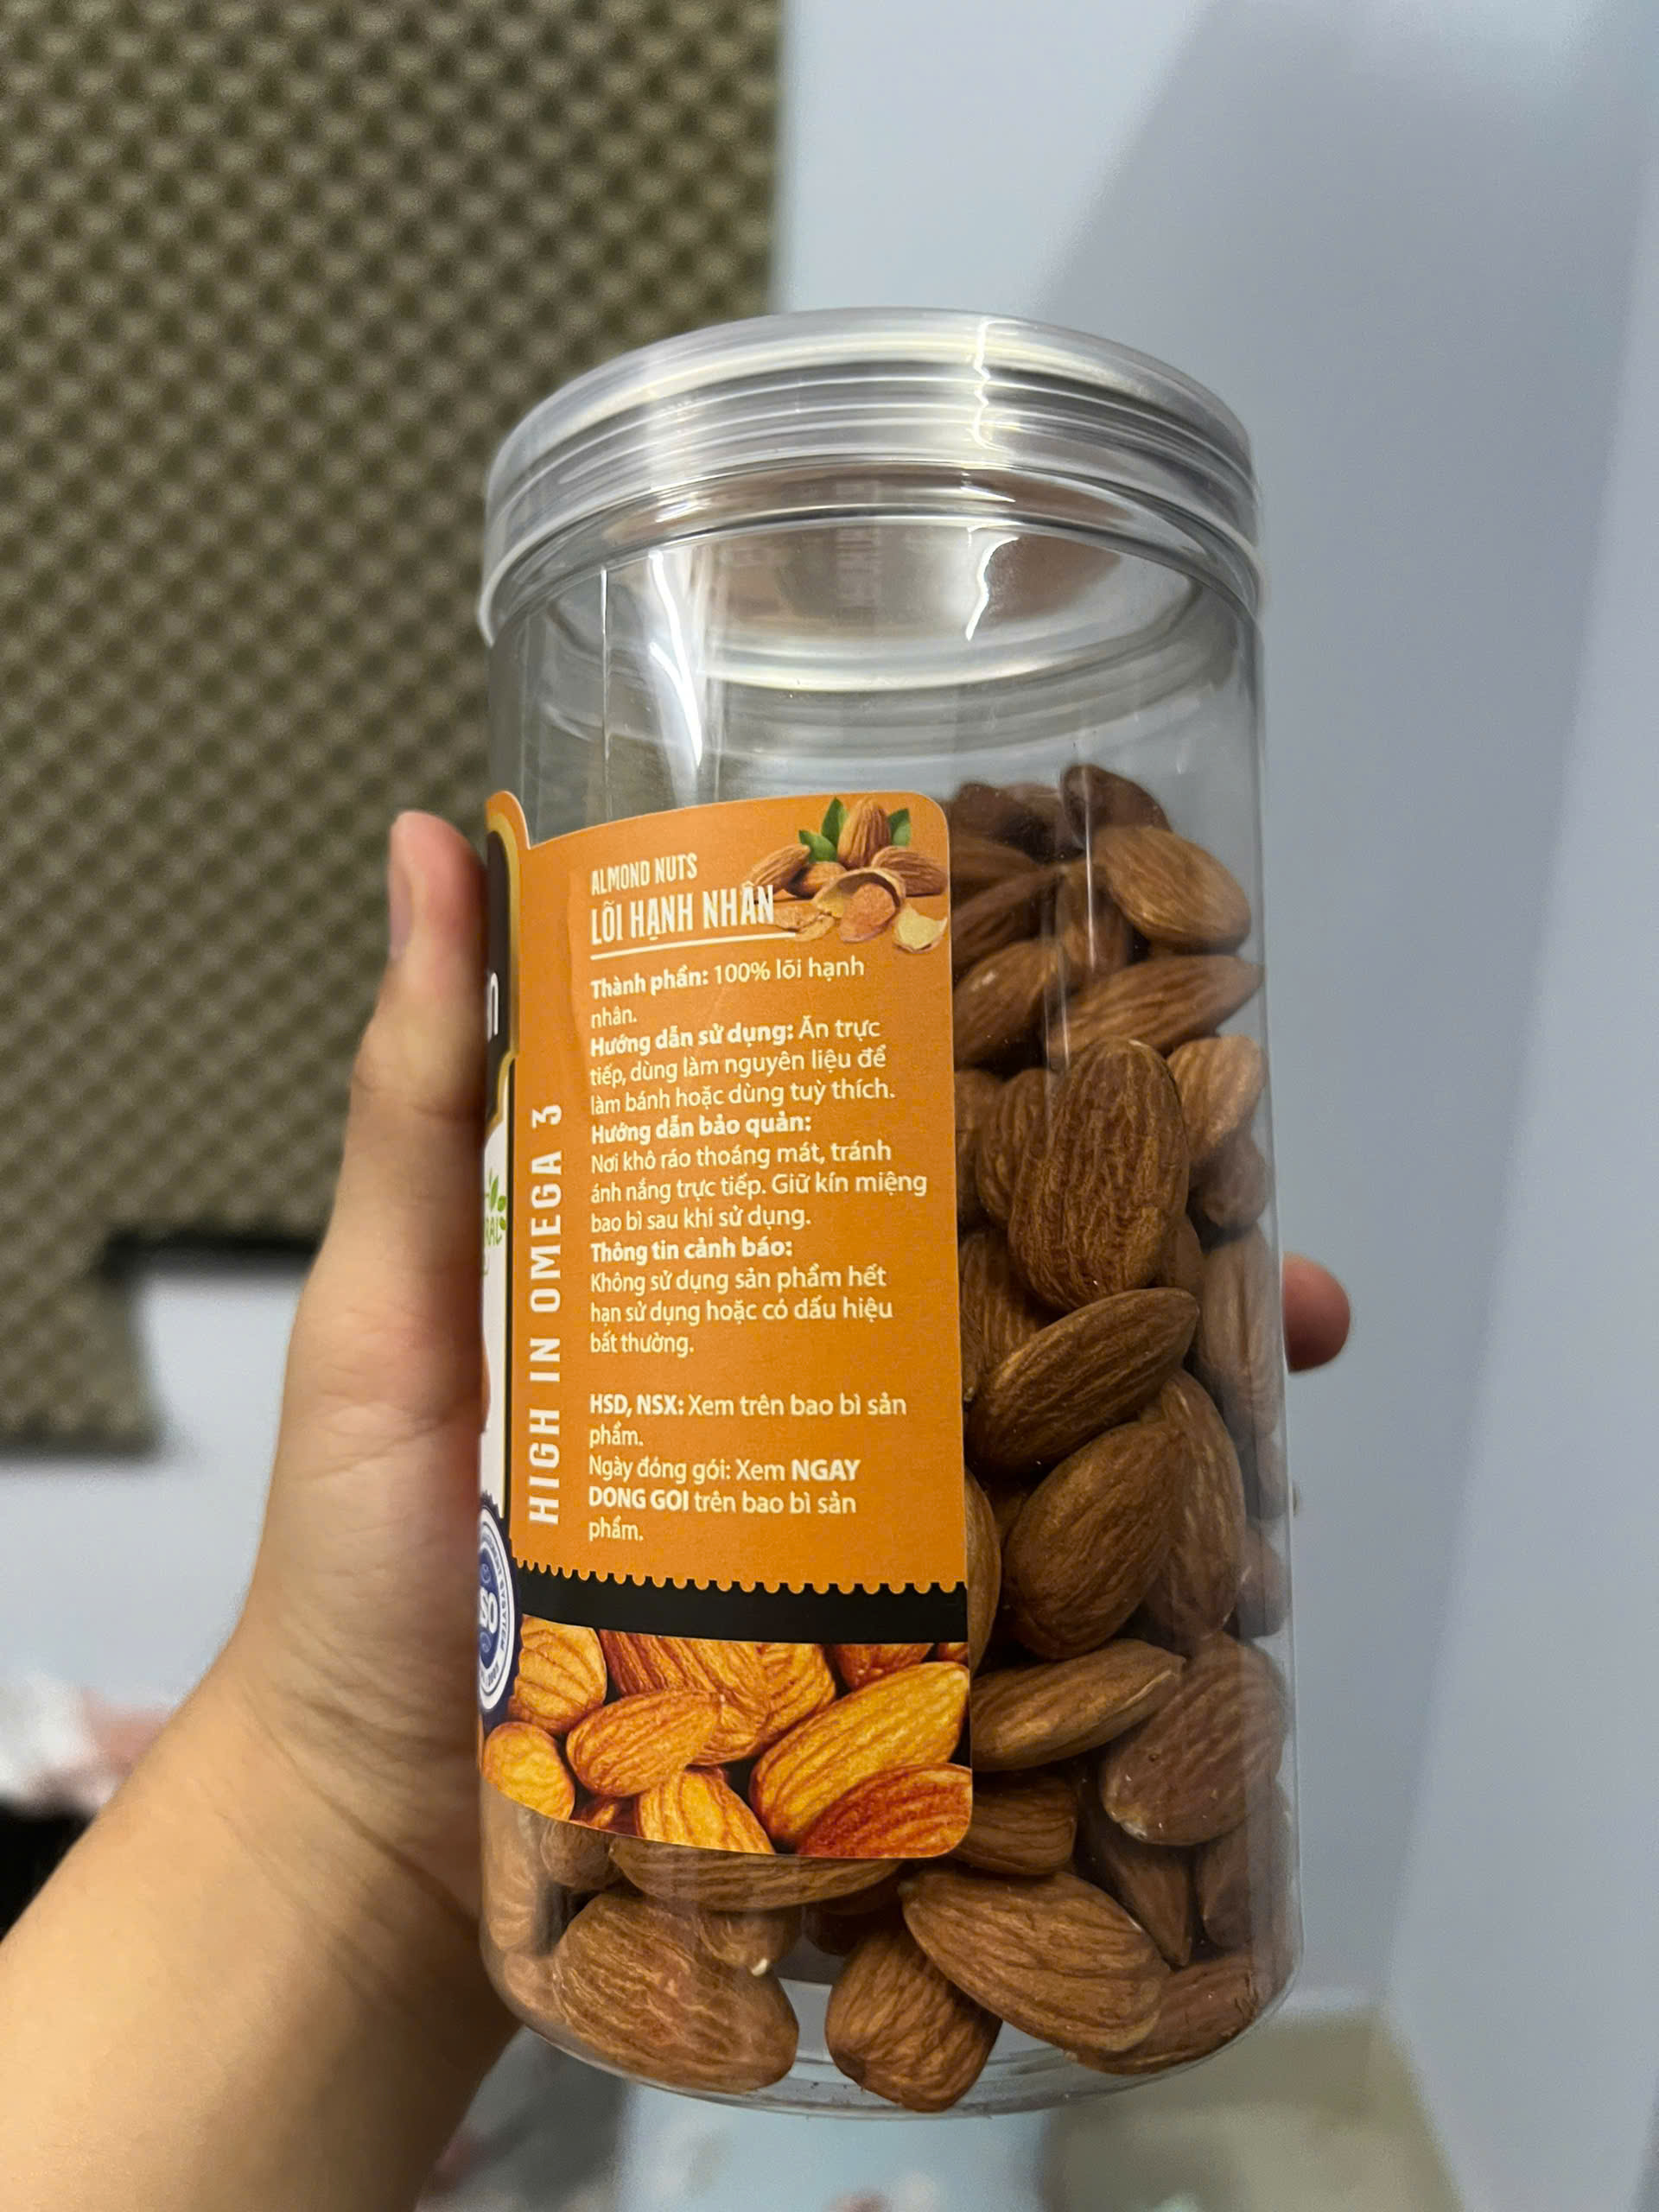 ALMOND NUTS
LÕI HẠNH NHÂN
Thành phần: 100% lõi hạnh
nhân.
Hướng dẫn sử dụng: Ăn trực
tiếp, dùng làm nguyên liệu để
làm bánh hoặc dùng tuỳ thích.
Hướng dẫn bảo quản:
Nơi khô ráo thoáng mát, tránh
ánh nắng trực tiếp. Giữ kín miệng
bao bì sau khi sử dụng.
Thông tin cảnh báo:
Không sử dụng sản phẩm hết
hạn sử dụng hoặc có dấu hiệu
bất thường.
HSD, NSX: Xem trên bao bì sản
phẩm.
Ngày đóng gói: Xem NGAY
DONG GOI trên bao bì sản
phẩm.
HIGH IN OMEGA 3